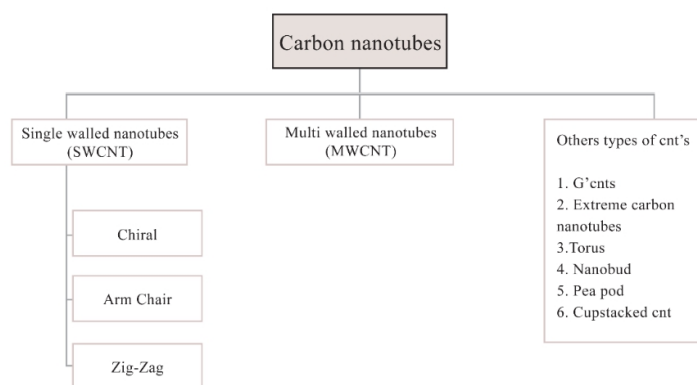 Carbon nanotubes
Single walled nanotubes
(SWCNT)
Multi walled nanotubes
(MWCNT)
Others types of cnt's
1. G'cnts
2. Extreme carbon
nanotubes
3.Torus
4. Nanobud
5. Pea pod
6. Cupstacked cnt
Chiral
Arm Chair
Zig-Zag